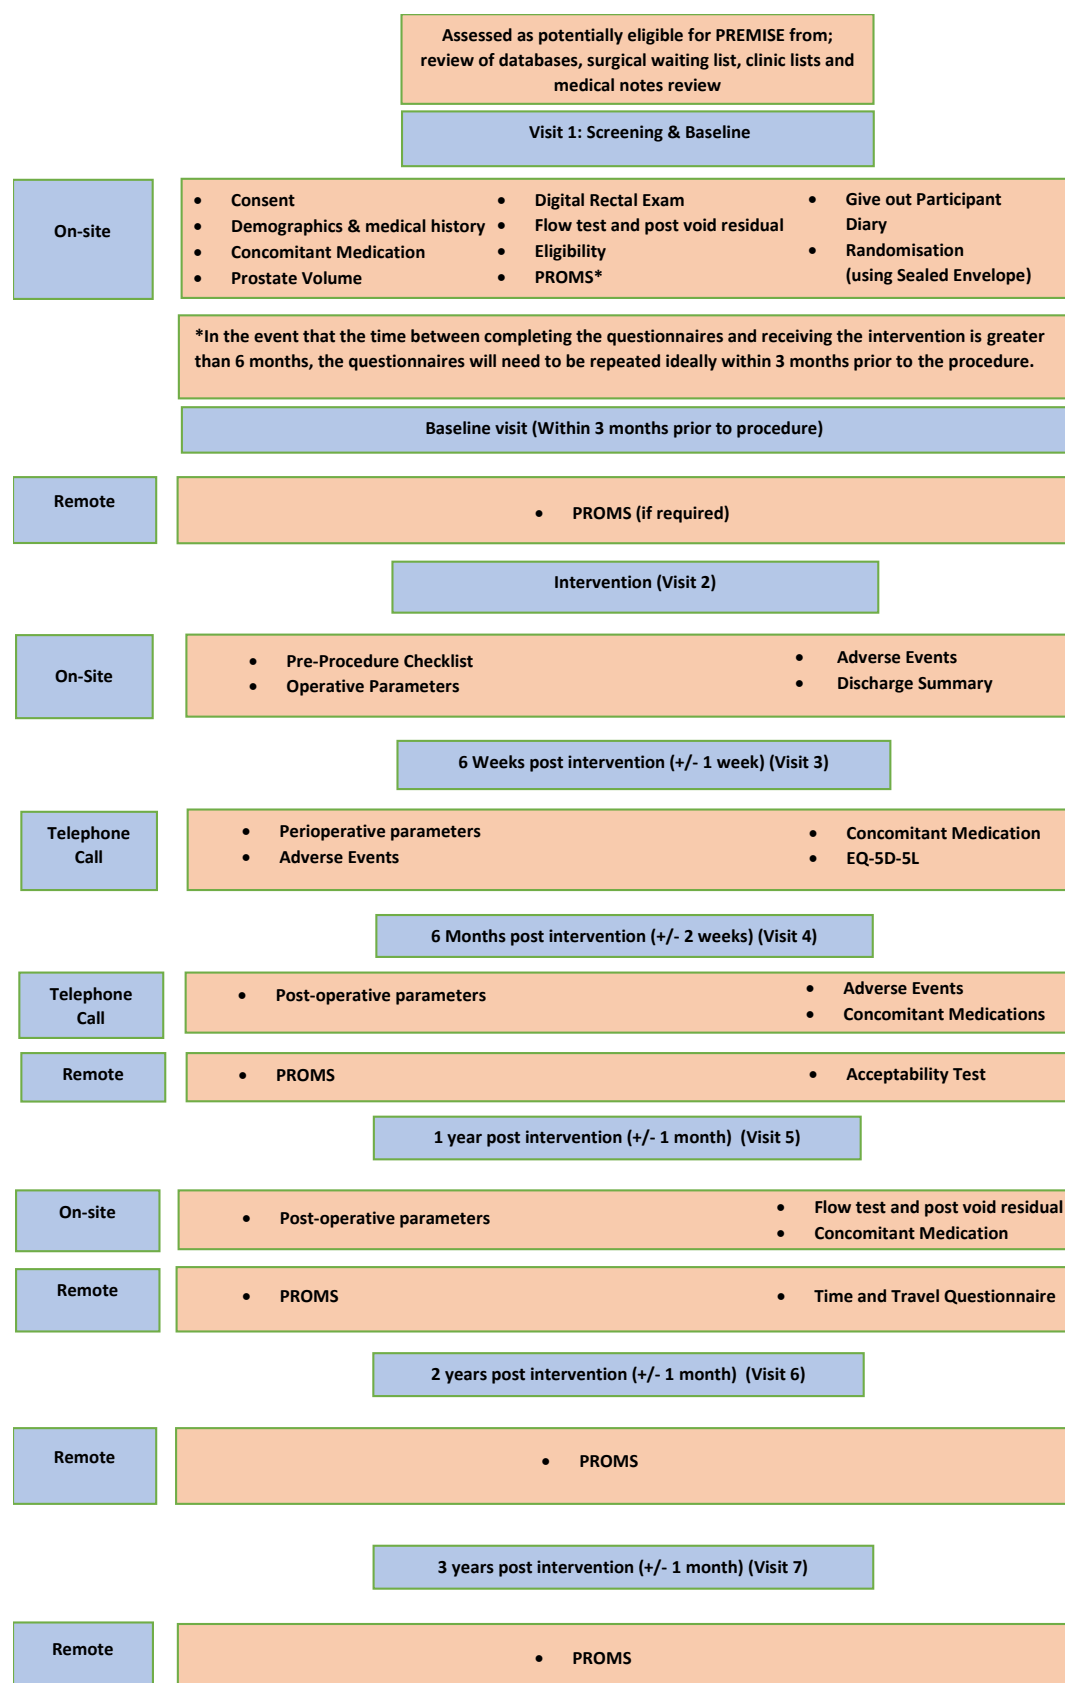 Assessed as potentially eligible for PREMISE from;
review of databases, surgical waiting list, clinic lists and
medical notes review
Visit 1: Screening & Baseline
On-site
• Consent
• Demographics & medical history
• Concomitant Medication
• Prostate Volume
• Digital Rectal Exam
• Flow test and post void residual
• Eligibility
• PROMS*
• Give out Participant
Diary
• Randomisation
(using Sealed Envelope)
*In the event that the time between completing the questionnaires and receiving the intervention is greater
than 6 months, the questionnaires will need to be repeated ideally within 3 months prior to the procedure.
Baseline visit (Within 3 months prior to procedure)
Remote
• PROMS (if required)
Intervention (Visit 2)
On-Site
• Pre-Procedure Checklist
• Operative Parameters
• Adverse Events
• Discharge Summary
6 Weeks post intervention (+/- 1 week) (Visit 3)
Telephone
Call
• Perioperative parameters
• Adverse Events
• Concomitant Medication
• EQ-5D-5L
6 Months post intervention (+/- 2 weeks) (Visit 4)
Telephone
Call
• Post-operative parameters
• Adverse Events
• Concomitant Medications
Remote
• PROMS
• Acceptability Test
1 year post intervention (+/- 1 month) (Visit 5)
On-site
• Post-operative parameters
• Flow test and post void residual
• Concomitant Medication
Remote
• PROMS
• Time and Travel Questionnaire
2 years post intervention (+/- 1 month) (Visit 6)
Remote
• PROMS
3 years post intervention (+/- 1 month) (Visit 7)
Remote
• PROMS